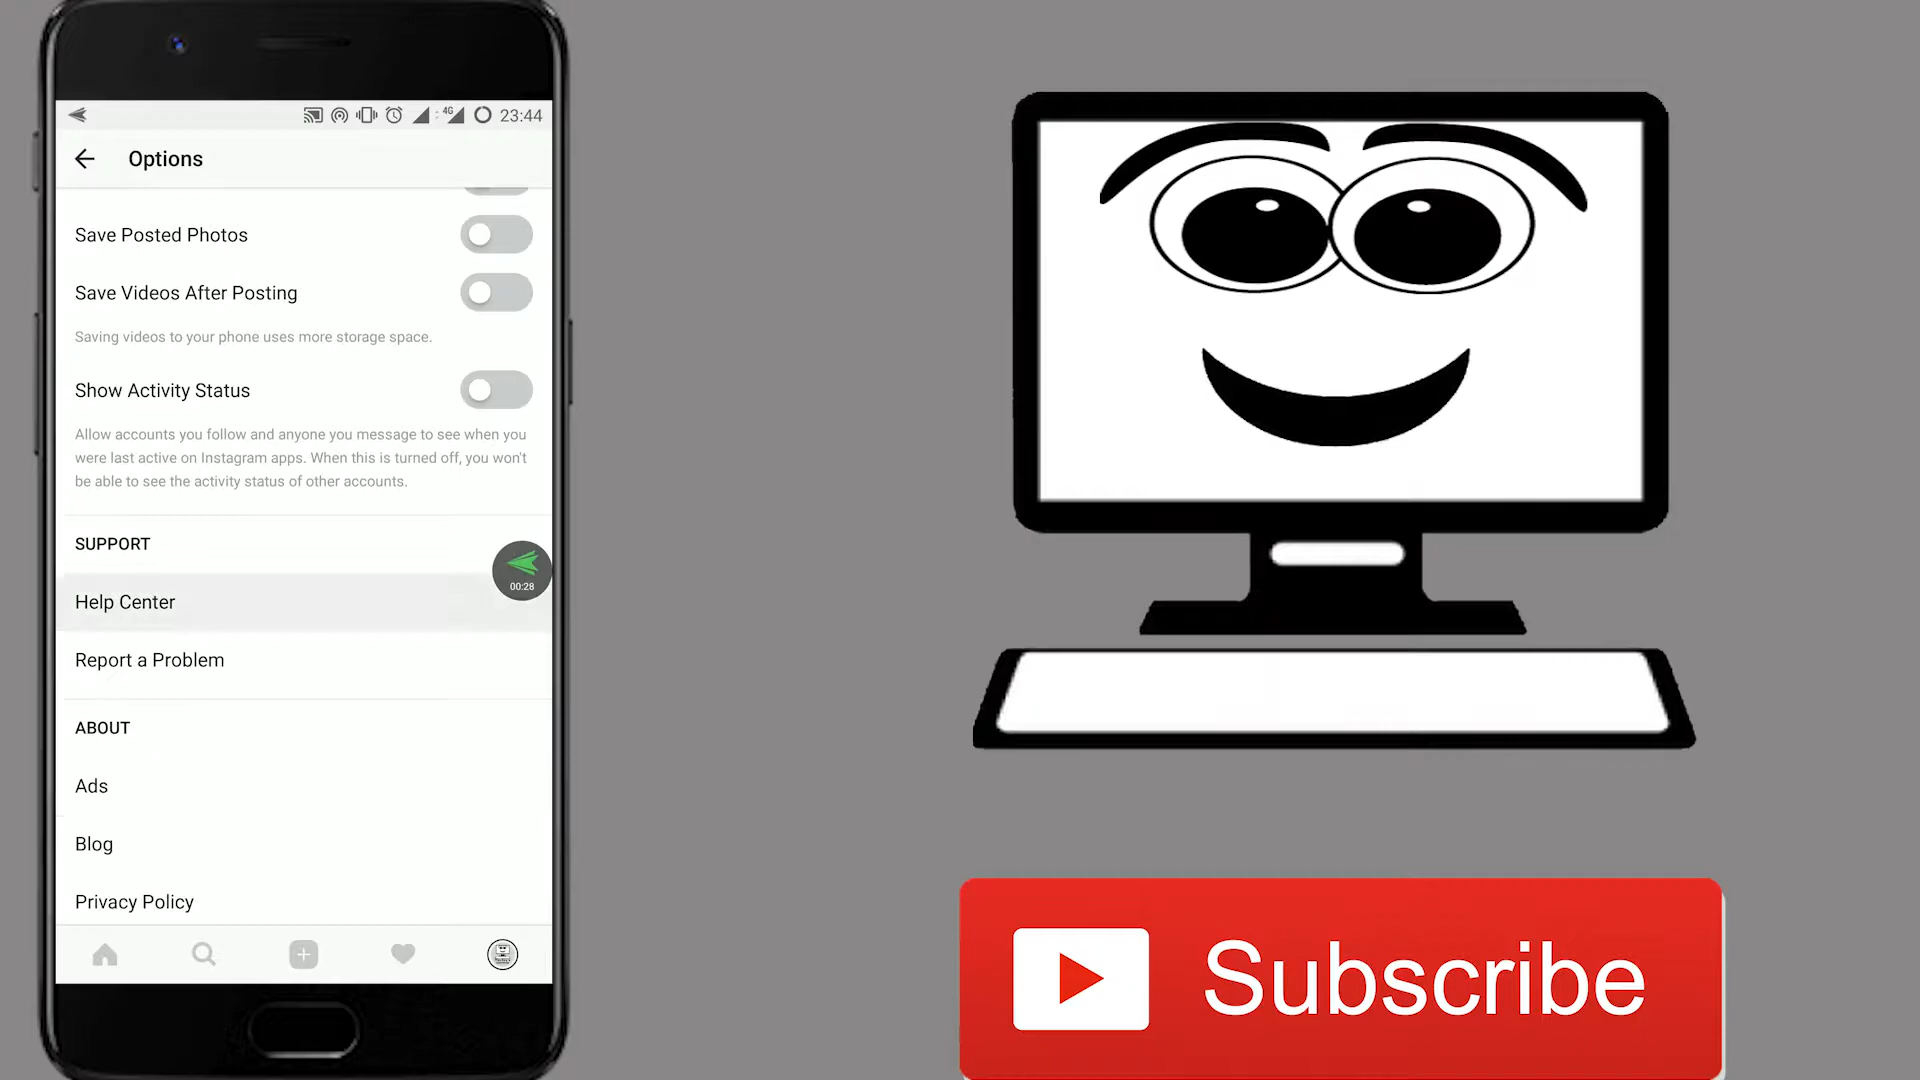 4G
23:44
Options
Save Posted Photos
Save Videos After Posting
Saving videos to your phone uses more storage space.
Show Activity Status
Allow accounts you follow and anyone you message to see when you
were last active on Instagram apps. When this is turned off, you won't
be able to see the activity status of other accounts.
SUPPORT
00:28
Help Center
Report a Problem
ABOUT
Ads
Blog
Privacy Policy
Subscribe